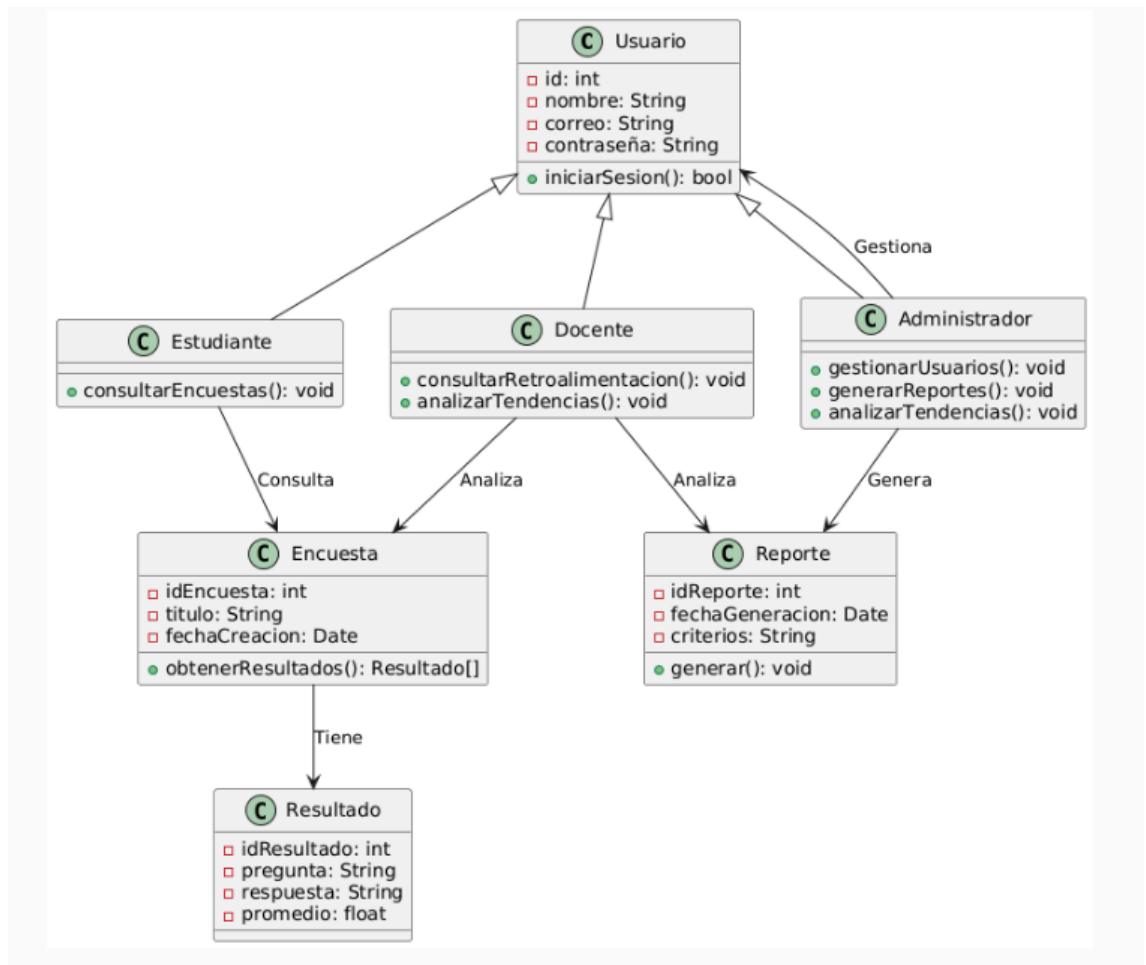 C Usuario
id: int
nombre: String
correo: String
contraseña: String
iniciarSesion(): bool
Gestiona
C Estudiante
consultarEncuestas(): void
C Docente
consultarRetroalimentacion(): void
analizarTendencias(): void
C Administrador
gestionarUsuarios(): void
generarReportes(): void
analizarTendencias(): void
Consulta
Analiza
Analiza
Genera
C Encuesta
idEncuesta: int
titulo: String
fechaCreacion: Date
obtenerResultados(): Resultado[]
C Reporte
idReporte: int
fechaGeneracion: Date
criterios: String
generar(): void
Tiene
C Resultado
idResultado: int
pregunta: String
respuesta: String
promedio: float